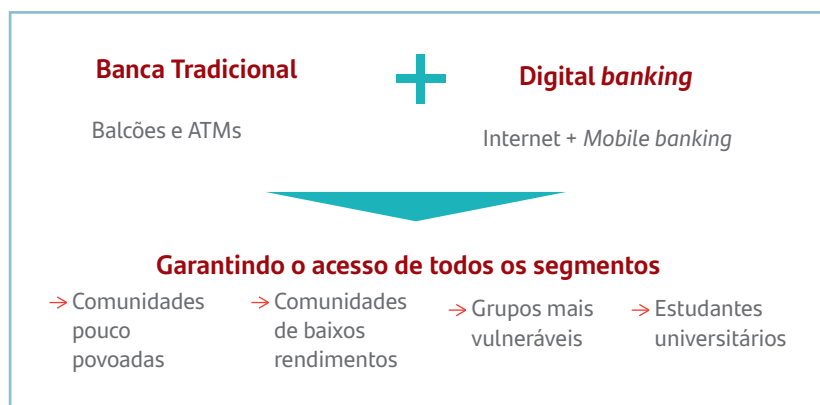 Banca Tradicional
+
Digital banking
Balcões e ATMs
Internet + Mobile banking
Garantindo o acesso de todos os segmentos
→ Comunidades
pouco
povoadas
→ Comunidades
de baixos
rendimentos
→ Grupos mais
vulneráveis
→ Estudantes
universitários